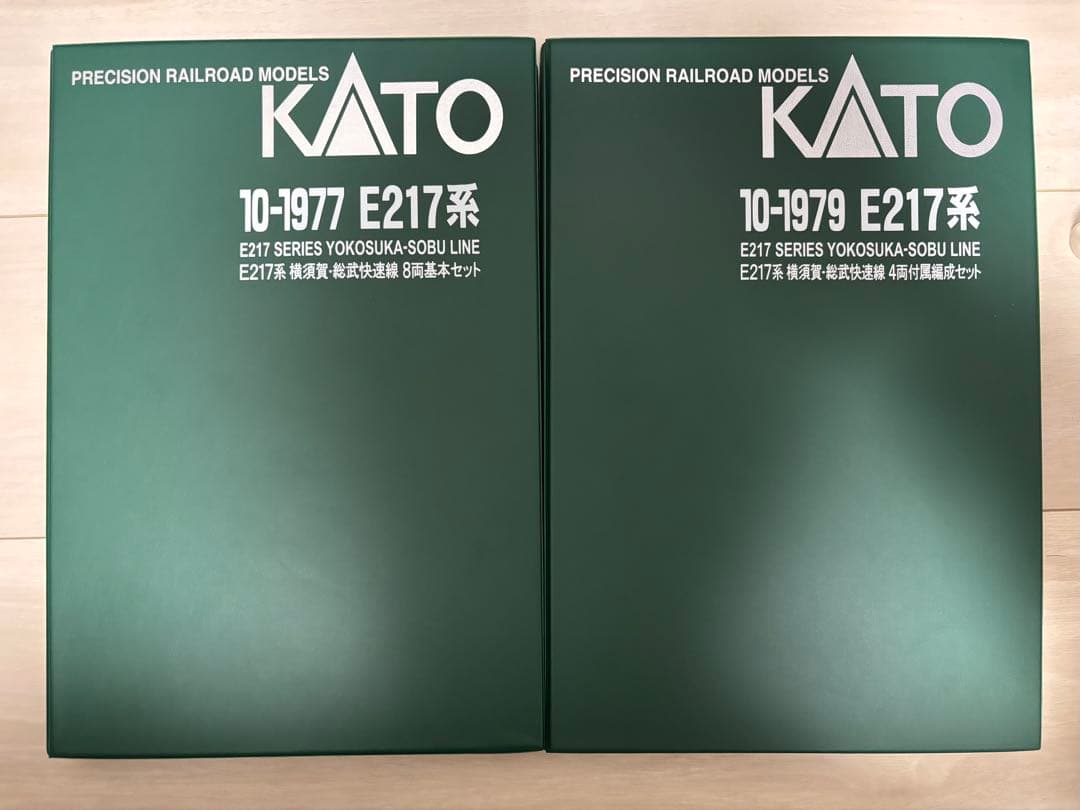 PRECISION RAILROAD MODELS
KATO
10-1977 E217系
E217 SERIES YOKOSUKA-SOBU LINE
E217系 横須賀・総武快速線 8両基本セット
PRECISION RAILROAD MODELS
KATO
10-1979 E217系
E217 SERIES YOKOSUKA-SOBU LINE
E217系 横須賀・総武快速線 4両付属編成セット